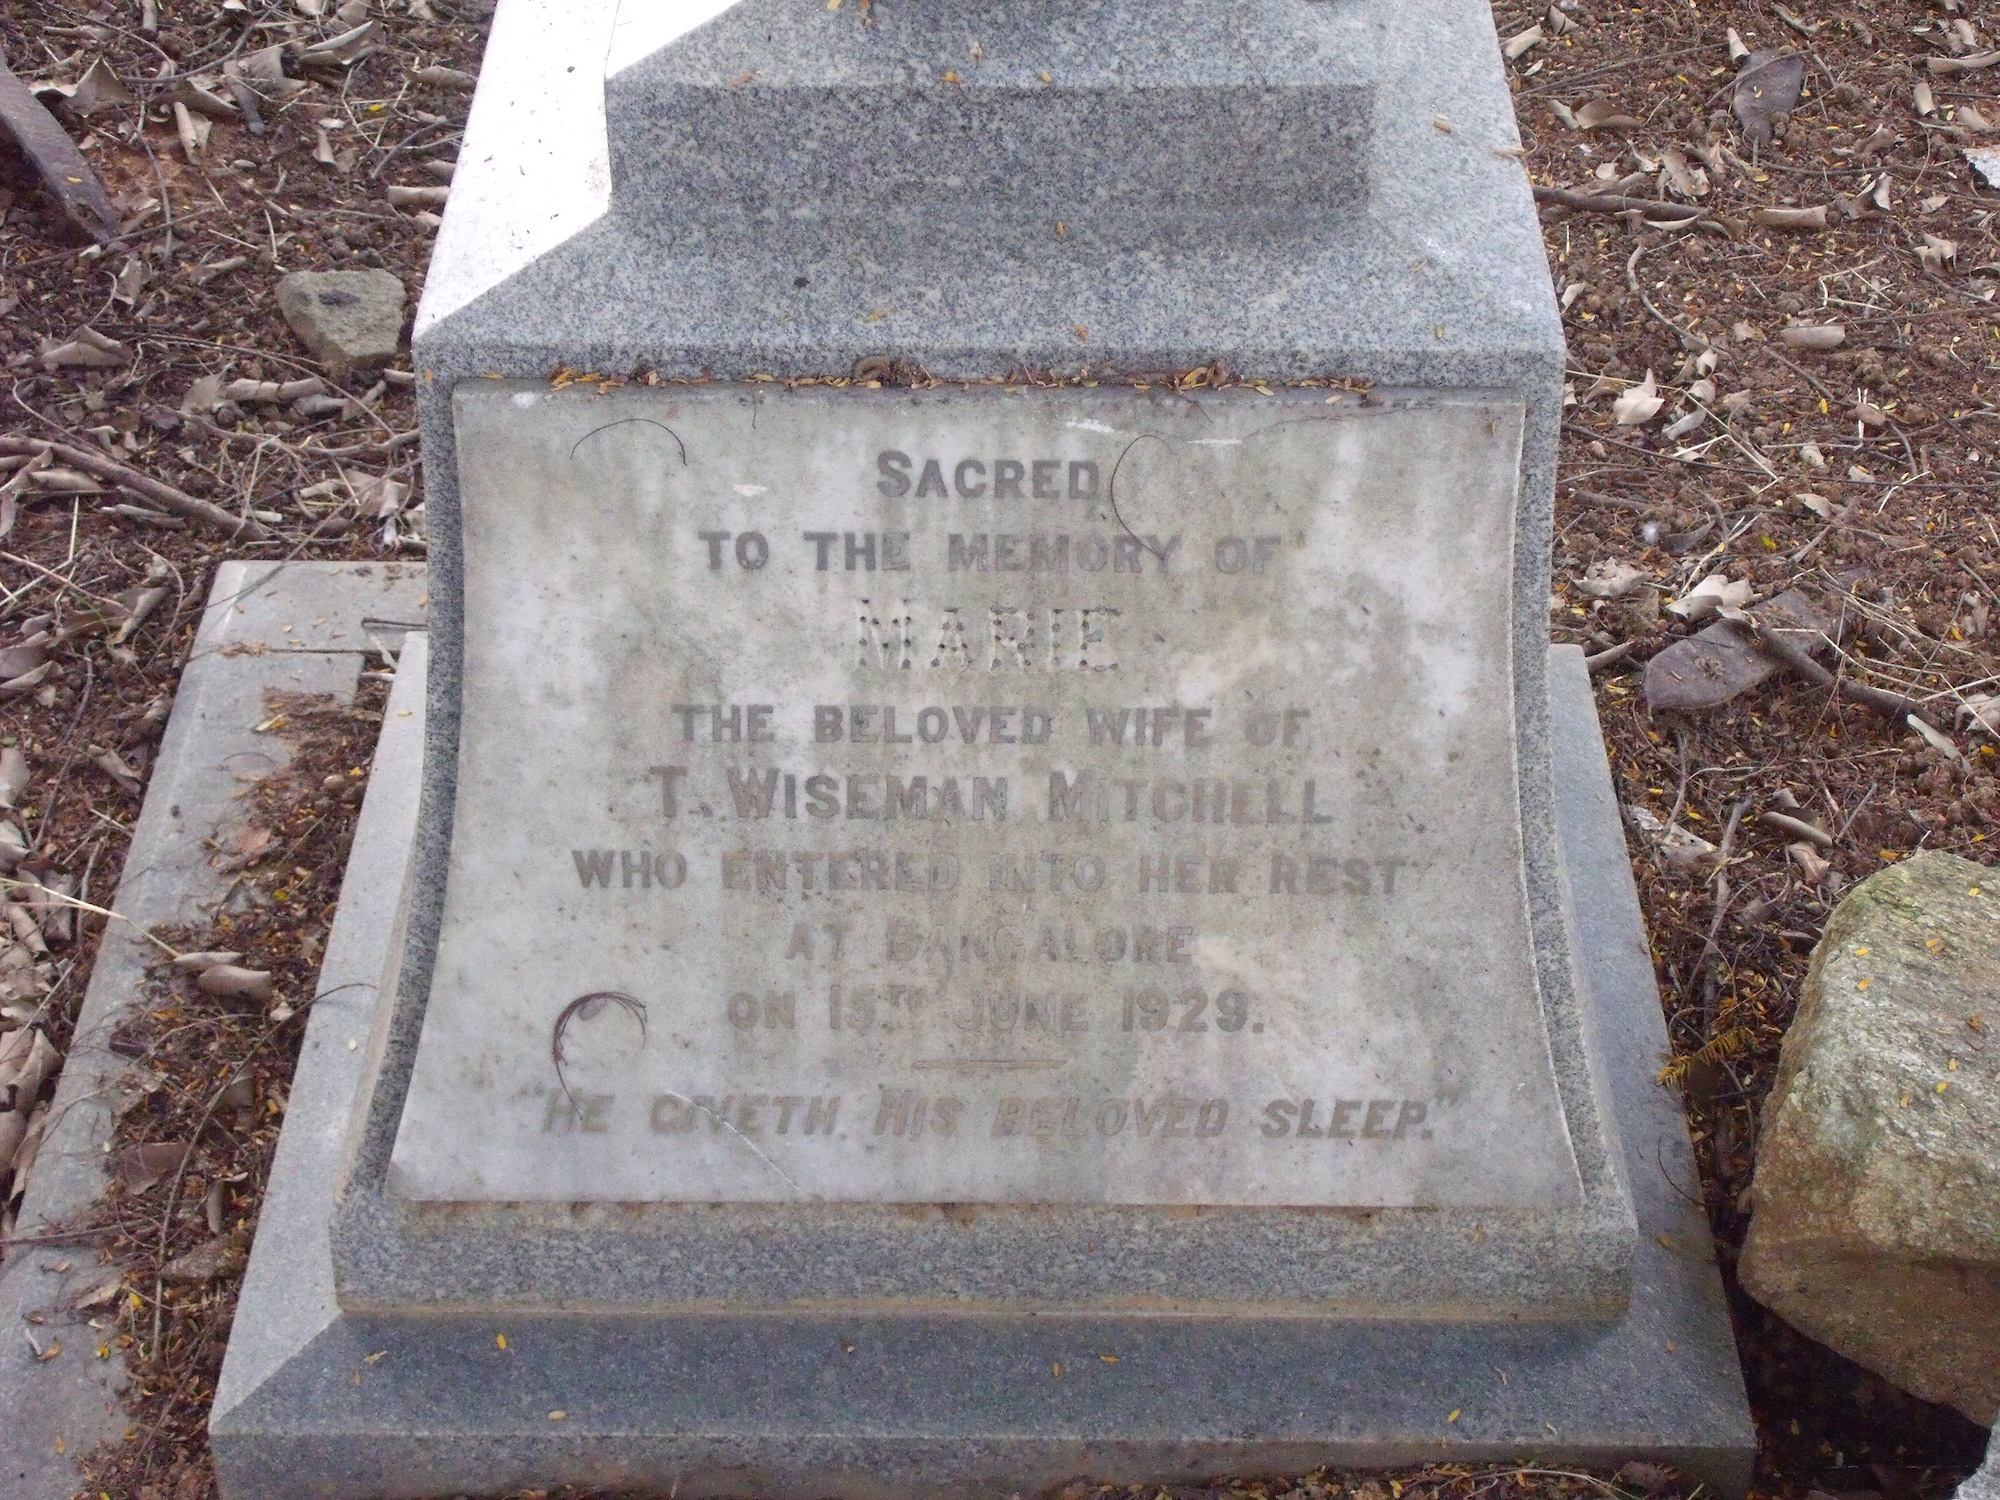 SACRED
TO THE MEMORY OF
MARIE
THE BELOVED WIFE OF
T. WISEMAN MITCHELL
WHO ENTERED INTO HER REST
AT BANGALORE
ON 15TH JUNE 1929.
"HE GIVETH HIS BELOVED SLEEP."